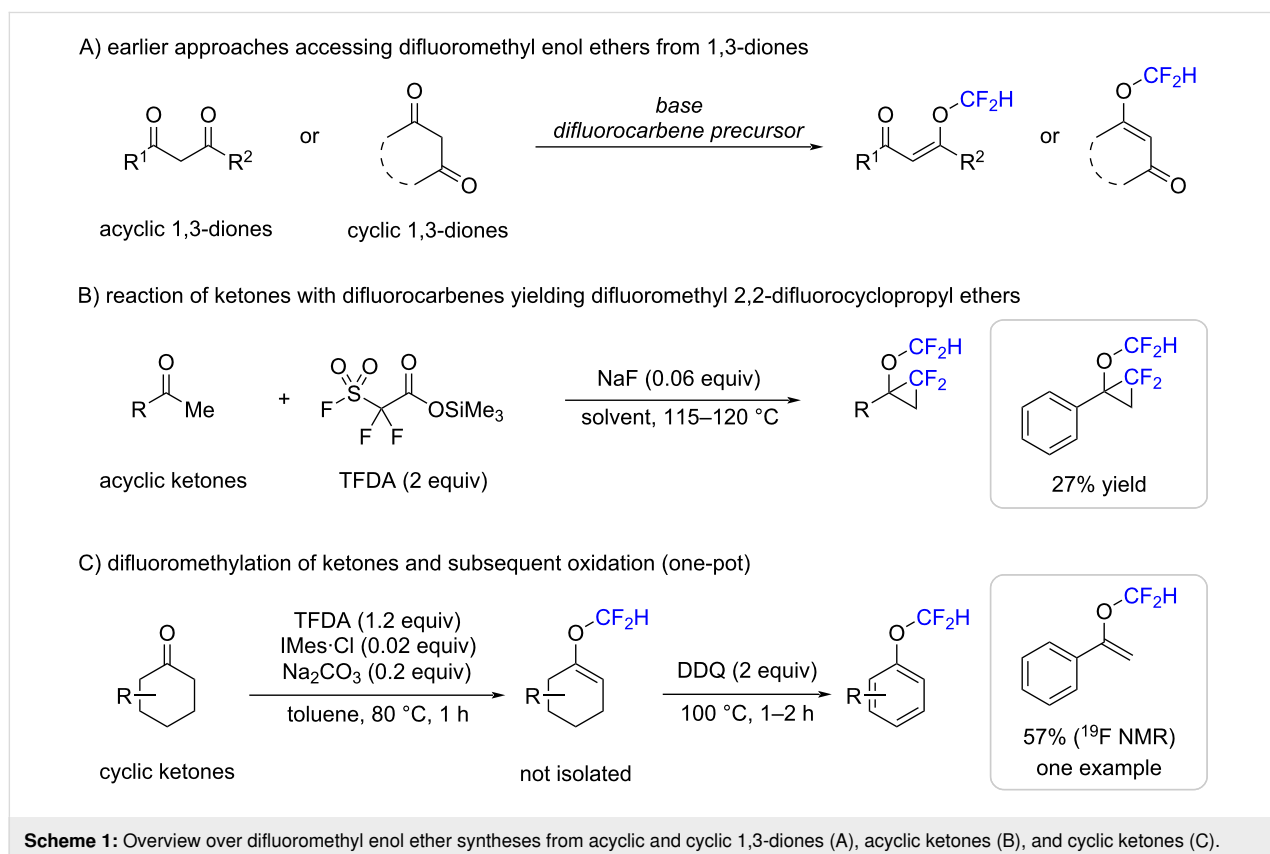 A) earlier approaches accessing difluoromethyl enol ethers from 1,3-diones
O O
R¹ R²
or
O
O
base
difluorocarbene precursor
O O CF₂H
R¹ R²
or
O CF₂H
O
acyclic 1,3-diones
cyclic 1,3-diones
B) reaction of ketones with difluorocarbenes yielding difluoromethyl 2,2-difluorocyclopropyl ethers
O
R Me
+
O O O
F S OSiMe₃
F F
NaF (0.06 equiv)
solvent, 115–120 °C
O CF₂H
CF₂
R
O CF₂H
CF₂
27% yield
acyclic ketones
TFDA (2 equiv)
C) difluoromethylation of ketones and subsequent oxidation (one-pot)
O
R
TFDA (1.2 equiv)
IMes·Cl (0.02 equiv)
Na₂CO₃ (0.2 equiv)
toluene, 80 °C, 1 h
O CF₂H
R
DDQ (2 equiv)
100 °C, 1–2 h
O CF₂H
R
O CF₂H
57% (¹⁹F NMR)
one example
cyclic ketones
not isolated
Scheme 1: Overview over difluoromethyl enol ether syntheses from acyclic and cyclic 1,3-diones (A), acyclic ketones (B), and cyclic ketones (C).